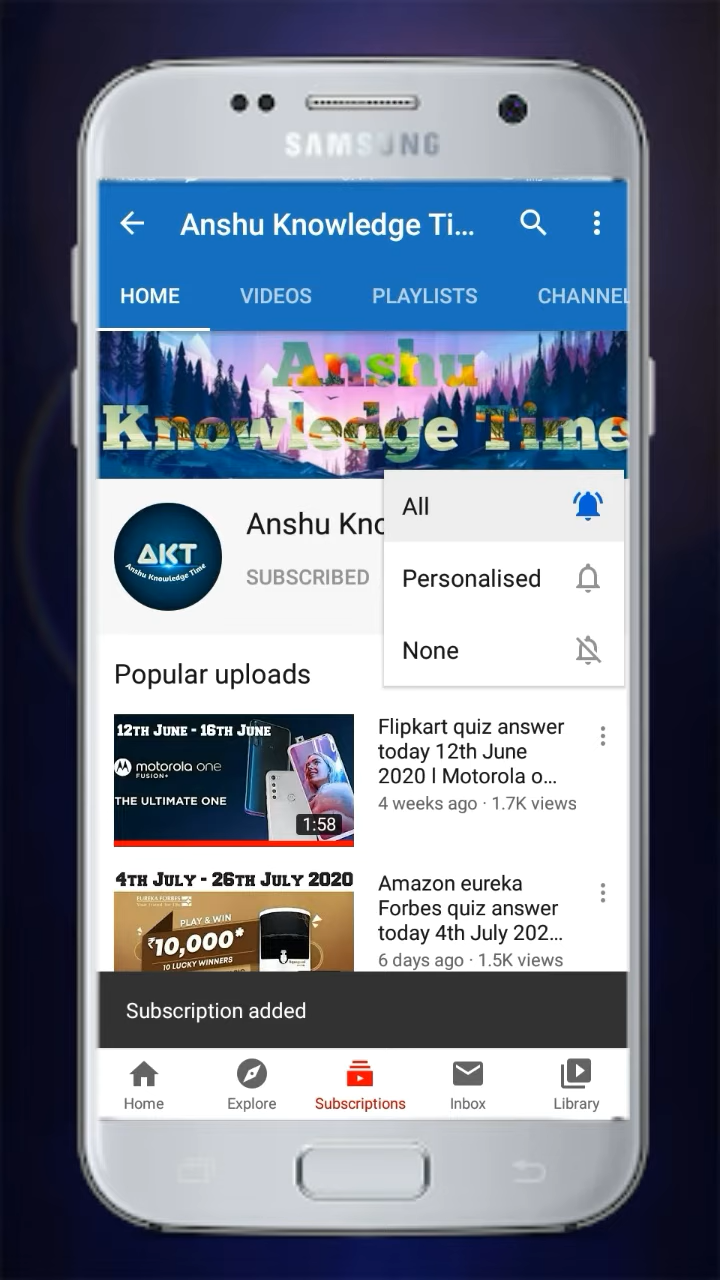 SAMSUNG
Anshu Knowledge Ti...
HOME VIDEOS PLAYLISTS CHANNEL
Anshu
Knowledge Time
All
Anshu Kno
AKT
Anshu Knowledge Time
SUBSCRIBED
Personalised
None
Popular uploads
12TH JUNE - 16TH JUNE
motorola one
FUSION+
THE ULTIMATE ONE
1:58
Flipkart quiz answer
today 12th June
2020 l Motorola o...
4 weeks ago · 1.7K views
4TH JULY - 26TH JULY 2020
EUREKA FORBES
PLAY & WIN
₹10,000*
10 LUCKY WINNERS
Amazon eureka
Forbes quiz answer
today 4th July 202...
6 days ago · 1.5K views
Subscription added
Home Explore Subscriptions Inbox Library